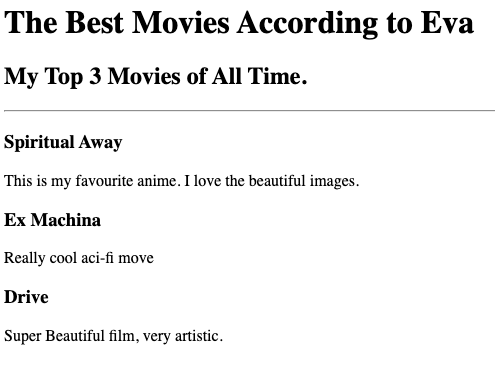 The Best Movies According to Eva
My Top 3 Movies of All Time.
Spiritual Away
This is my favourite anime. I love the beautiful images.
Ex Machina
Really cool aci-fi move
Drive
Super Beautiful film, very artistic.